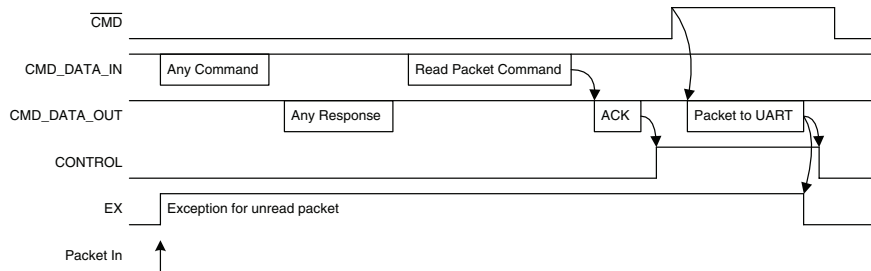 CMD
CMD_DATA_IN
Any Command
Read Packet Command
CMD_DATA_OUT
Any Response
ACK
Packet to UART
CONTROL
EX
Exception for unread packet
Packet In